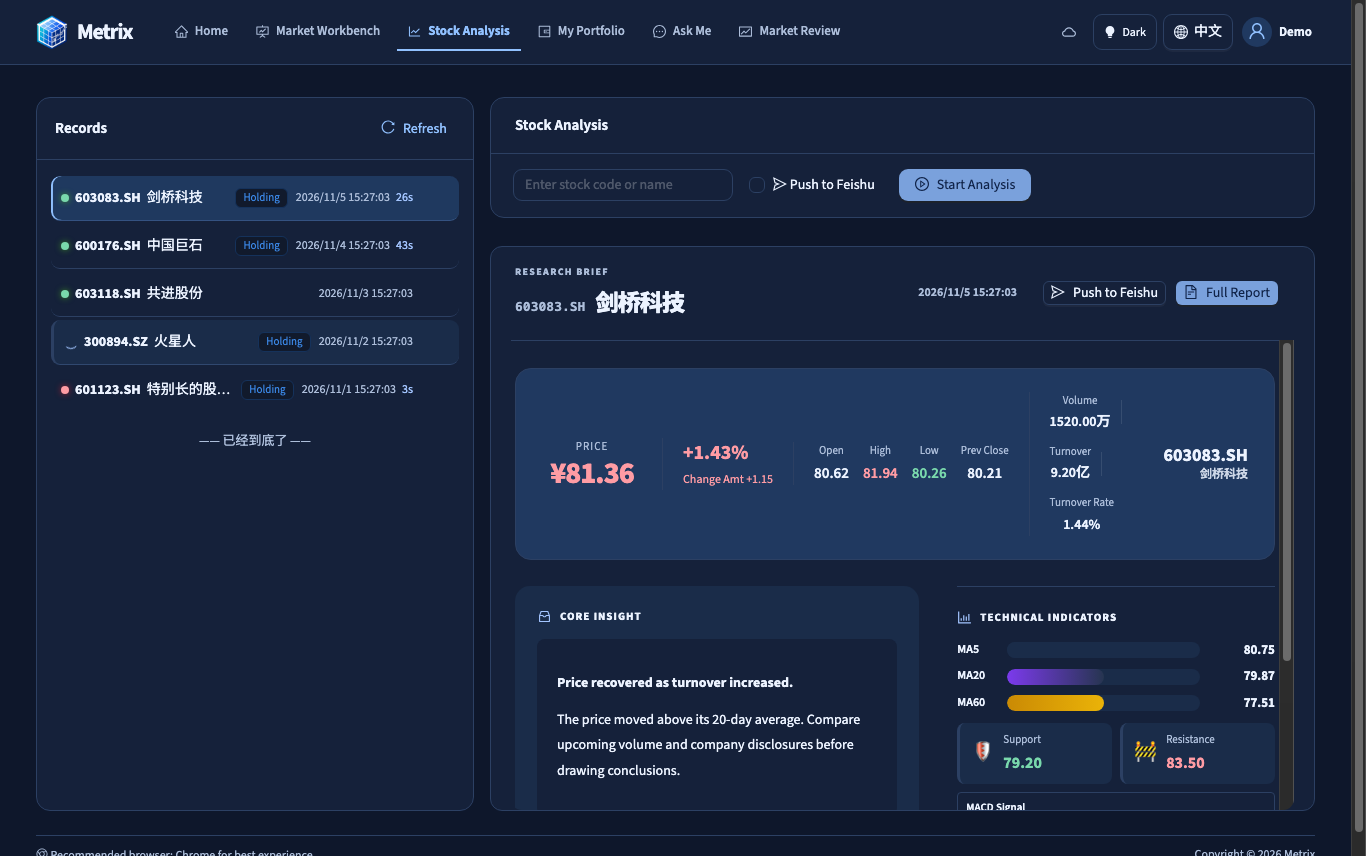 Metrix
Home
Market Workbench
Stock Analysis
My Portfolio
Ask Me
Market Review
Dark
中文
Demo
Records
Refresh
603083.SH 剑桥科技 Holding 2026/11/5 15:27:03 26s
600176.SH 中国巨石 Holding 2026/11/4 15:27:03 43s
603118.SH 共进股份 2026/11/3 15:27:03
300894.SZ 火星人 Holding 2026/11/2 15:27:03
601123.SH 特别长的股... Holding 2026/11/1 15:27:03 3s
—— 已经到底了 ——
Stock Analysis
Enter stock code or name
Push to Feishu
Start Analysis
RESEARCH BRIEF
603083.SH 剑桥科技
2026/11/5 15:27:03
Push to Feishu
Full Report
PRICE
¥81.36
+1.43%
Change Amt +1.15
Open
80.62
High
81.94
Low
80.26
Prev Close
80.21
Volume
1520.00万
Turnover
9.20亿
Turnover Rate
1.44%
603083.SH
剑桥科技
CORE INSIGHT
Price recovered as turnover increased.
The price moved above its 20-day average. Compare
upcoming volume and company disclosures before
drawing conclusions.
TECHNICAL INDICATORS
MA5 80.75
MA20 79.87
MA60 77.51
Support
79.20
Resistance
83.50
MACD Signal
Recommended browser: Chrome for best experience
Copyright © 2026 Metrix